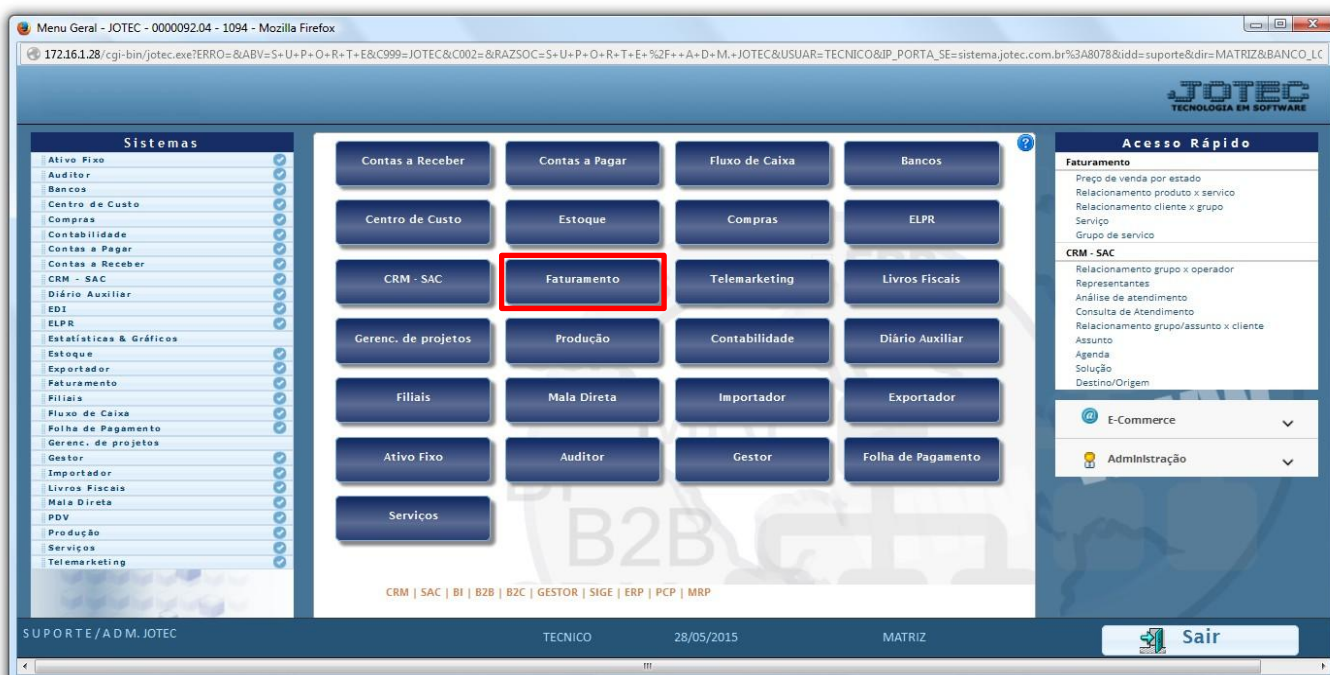 Menu Geral - JOTEC - 0000092.04 - 1094 - Mozilla Firefox
172.16.1.28/cgi-bin/jotec.exe?ERRO=&ABV=S+U+P+O+R+T+E&C999=JOTEC&C002=&RAZSOC=S+U+P+O+R+T+E+%2F++A+D+M.+JOTEC&USUAR=TECNICO&IP_PORTA_SE=sistema.jotec.com.br%3A8078&idd=suporte&dir=MATRIZ&BANCO_LC
JOTEC
TECNOLOGIA EM SOFTWARE
Sistemas
Ativo Fixo
Auditor
Bancos
Centro de Custo
Compras
Contabilidade
Contas a Pagar
Contas a Receber
CRM - SAC
Diário Auxiliar
EDI
ELPR
Estatísticas & Gráficos
Estoque
Exportador
Faturamento
Filiais
Fluxo de Caixa
Folha de Pagamento
Gerenc. de projetos
Gestor
Importador
Livros Fiscais
Mala Direta
PDV
Produção
Serviços
Telemarketing
Contas a Receber
Contas a Pagar
Fluxo de Caixa
Bancos
Centro de Custo
Estoque
Compras
ELPR
CRM - SAC
Faturamento
Telemarketing
Livros Fiscais
Gerenc. de projetos
Produção
Contabilidade
Diário Auxiliar
Filiais
Mala Direta
Importador
Exportador
Ativo Fixo
Auditor
Gestor
Folha de Pagamento
Serviços
B2B
CRM | SAC | BI | B2B | B2C | GESTOR | SIGE | ERP | PCP | MRP
?
Acesso Rápido
Faturamento
Preço de venda por estado
Relacionamento produto x servico
Relacionamento cliente x grupo
Serviço
Grupo de servico
CRM - SAC
Relacionamento grupo x operador
Representantes
Análise de atendimento
Consulta de Atendimento
Relacionamento grupo/assunto x cliente
Assunto
Agenda
Solução
Destino/Origem
@ E-Commerce
Administração
SUPORTE/ADM. JOTEC
TECNICO
28/05/2015
MATRIZ
Sair